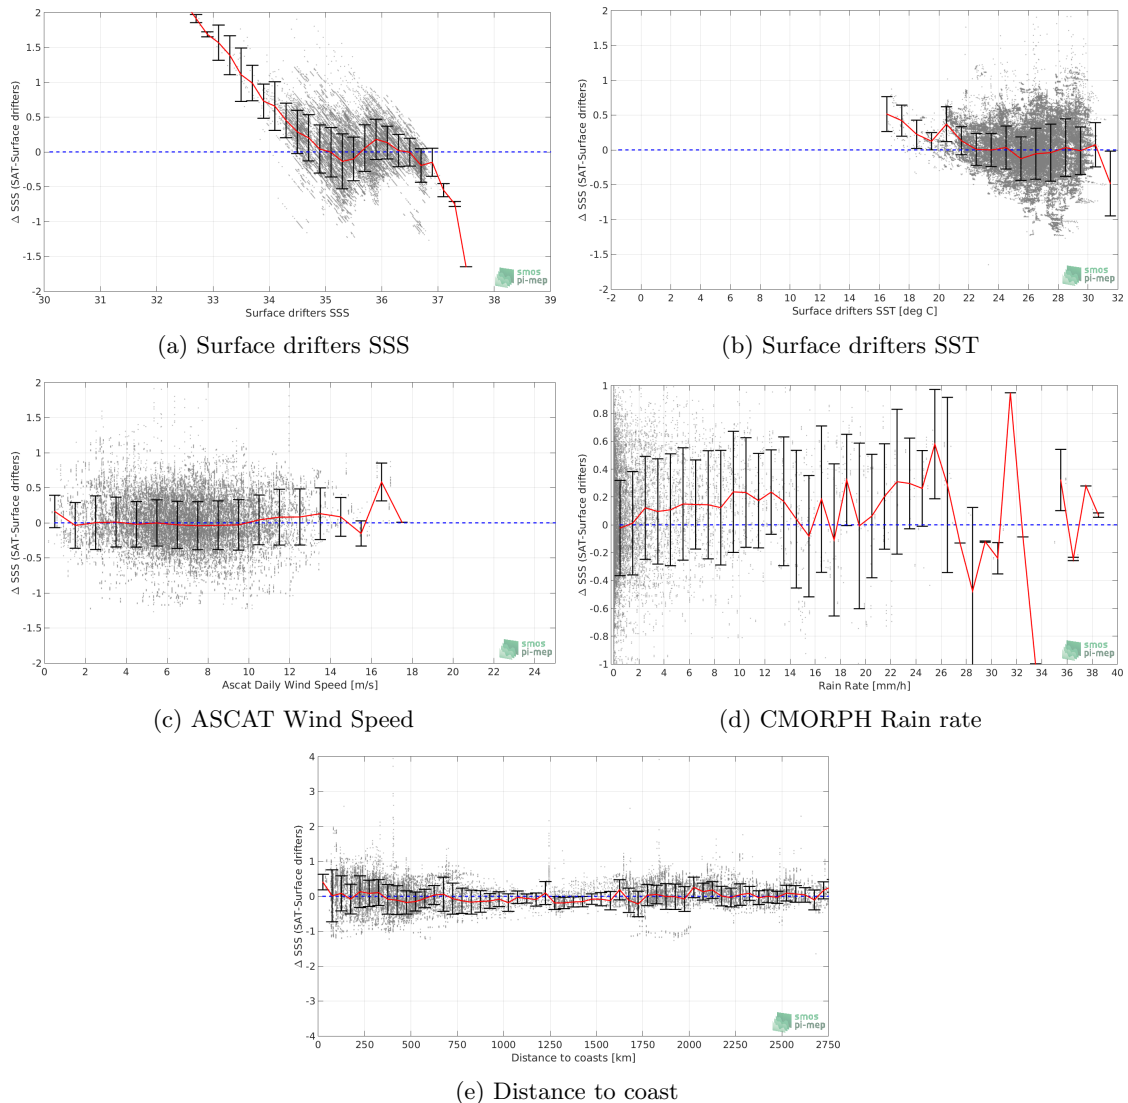 2
1.5
1
0.5
0
-0.5
-1
-1.5
-2
Δ SSS (SAT-Surface drifters)
30 31 32 33 34 35 36 37 38 39
Surface drifters SSS
smos
pi-mep
(a) Surface drifters SSS
2
1.5
1
0.5
0
-0.5
-1
-1.5
-2
Δ SSS (SAT-Surface drifters)
-2 0 2 4 6 8 10 12 14 16 18 20 22 24 26 28 30 32
Surface drifters SST [deg C]
smos
pi-mep
(b) Surface drifters SST
2
1.5
1
0.5
0
-0.5
-1
-1.5
-2
Δ SSS (SAT-Surface drifters)
0 2 4 6 8 10 12 14 16 18 20 22 24
Ascat Daily Wind Speed [m/s]
smos
pi-mep
(c) ASCAT Wind Speed
1
0.8
0.6
0.4
0.2
0
-0.2
-0.4
-0.6
-0.8
-1
Δ SSS (SAT-Surface drifters)
0 2 4 6 8 10 12 14 16 18 20 22 24 26 28 30 32 34 36 38 40
Rain Rate [mm/h]
smos
pi-mep
(d) CMORPH Rain rate
4
3
2
1
0
-1
-2
-3
-4
Δ SSS (SAT-Surface drifters)
0 250 500 750 1000 1250 1500 1750 2000 2250 2500 2750
Distance to coasts [km]
smos
pi-mep
(e) Distance to coast